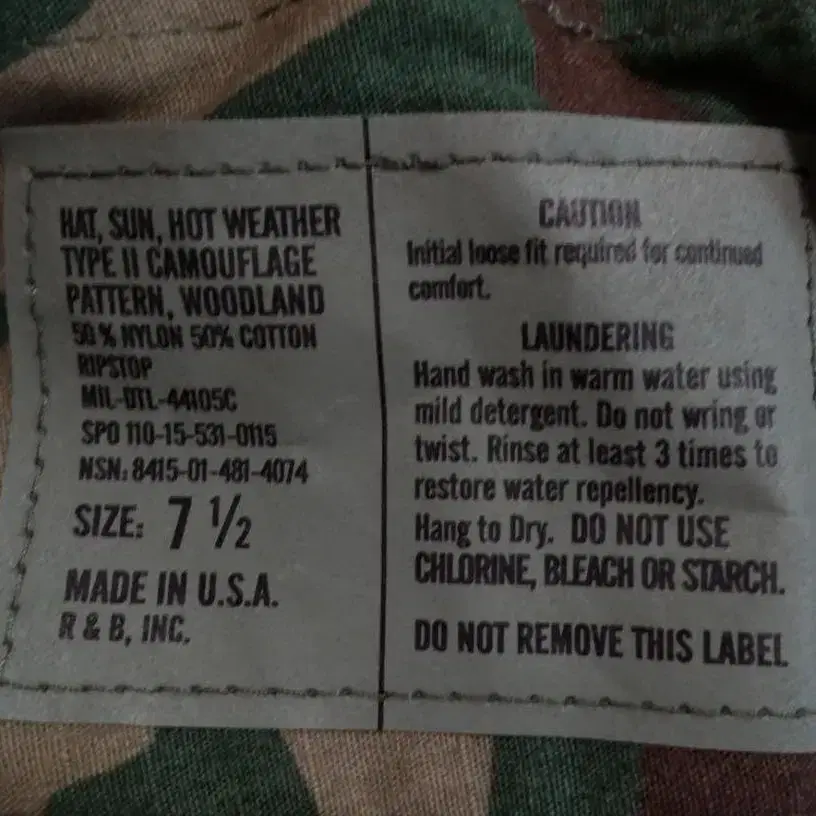 HAT, SUN, HOT WEATHER
TYPE II CAMOUFLAGE
PATTERN, WOODLAND
50 % NYLON 50% COTTON
RIPSTOP
MIL-DTL-44105C
SPO 110-15-531-0115
NSN: 8415-01-481-4074
SIZE: 7 ½
MADE IN U.S.A.
R & B, INC.
CAUTION
Initial loose fit required for continued
comfort.
LAUNDERING
Hand wash in warm water using
mild detergent. Do not wring or
twist. Rinse at least 3 times to
restore water repellency.
Hang to Dry. DO NOT USE
CHLORINE, BLEACH OR STARCH.
DO NOT REMOVE THIS LABEL